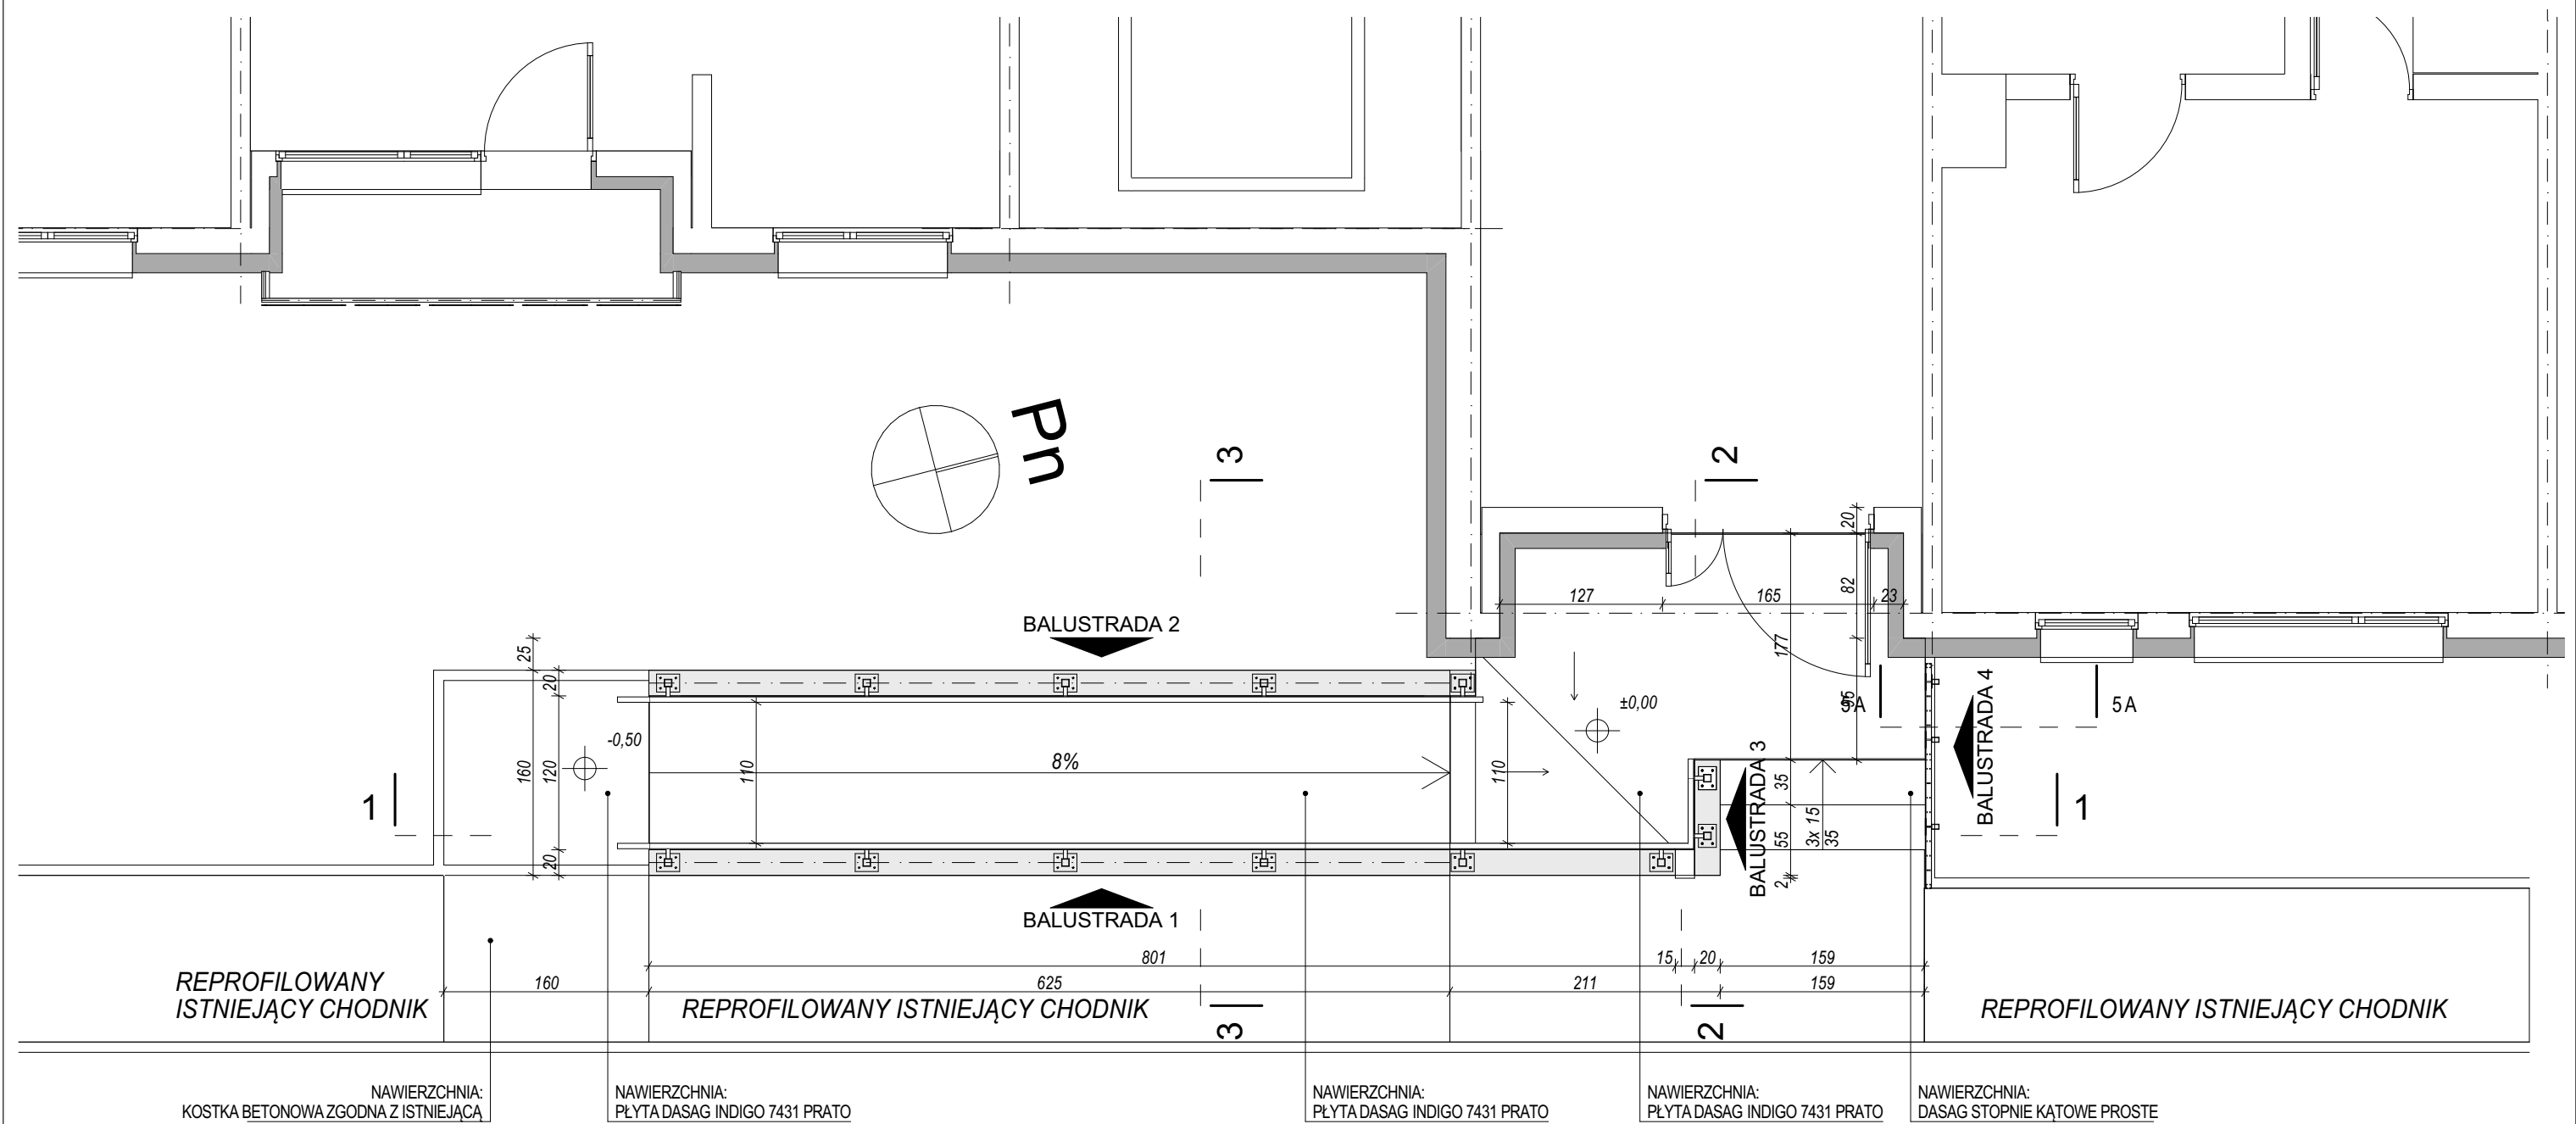 Pn
3
2
20
82
127
165
23
177
95
BALUSTRADA 2
25
20
160
120
20
-0,50
110
8%
110
±0,00
5A
5A
BALUSTRADA 4
BALUSTRADA 3
35
55
2
3x 15
35
1
1
BALUSTRADA 1
801
15
20
159
160
625
211
159
REPROFILOWANY
ISTNIEJĄCY CHODNIK
REPROFILOWANY ISTNIEJĄCY CHODNIK
REPROFILOWANY ISTNIEJĄCY CHODNIK
3
2
NAWIERZCHNIA:
KOSTKA BETONOWA ZGODNA Z ISTNIEJĄCĄ
NAWIERZCHNIA:
PŁYTA DASAG INDIGO 7431 PRATO
NAWIERZCHNIA:
PŁYTA DASAG INDIGO 7431 PRATO
NAWIERZCHNIA:
PŁYTA DASAG INDIGO 7431 PRATO
NAWIERZCHNIA:
DASAG STOPNIE KĄTOWE PROSTE